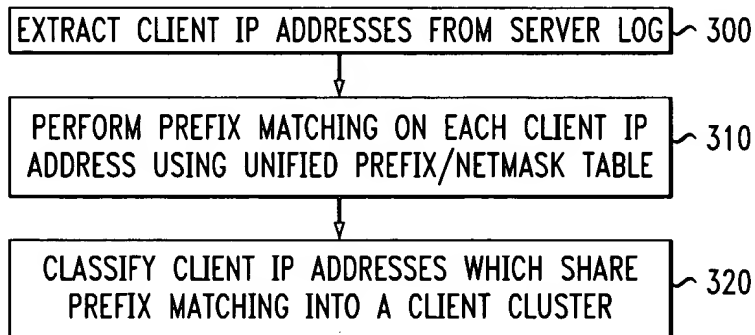 EXTRACT CLIENT IP ADDRESSES FROM SERVER LOG 300
PERFORM PREFIX MATCHING ON EACH CLIENT IP 310
ADDRESS USING UNIFIED PREFIX/NETMASK TABLE
CLASSIFY CLIENT IP ADDRESSES WHICH SHARE 320
PREFIX MATCHING INTO A CLIENT CLUSTER